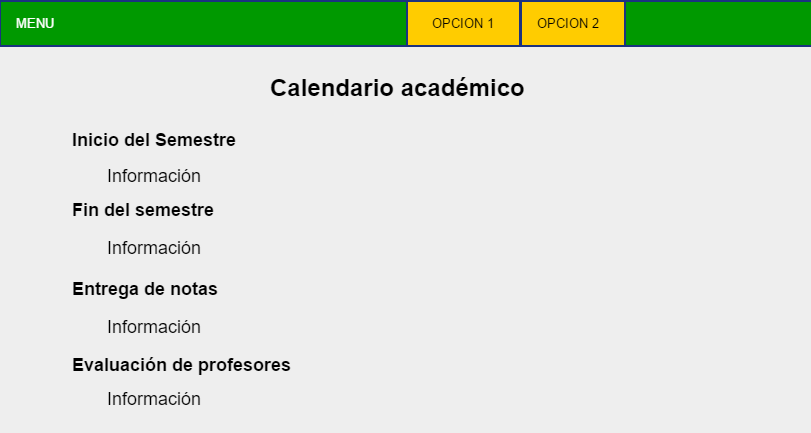 MENU OPCION 1 OPCION 2
Calendario académico
Inicio del Semestre
Información
Fin del semestre
Información
Entrega de notas
Información
Evaluación de profesores
Información